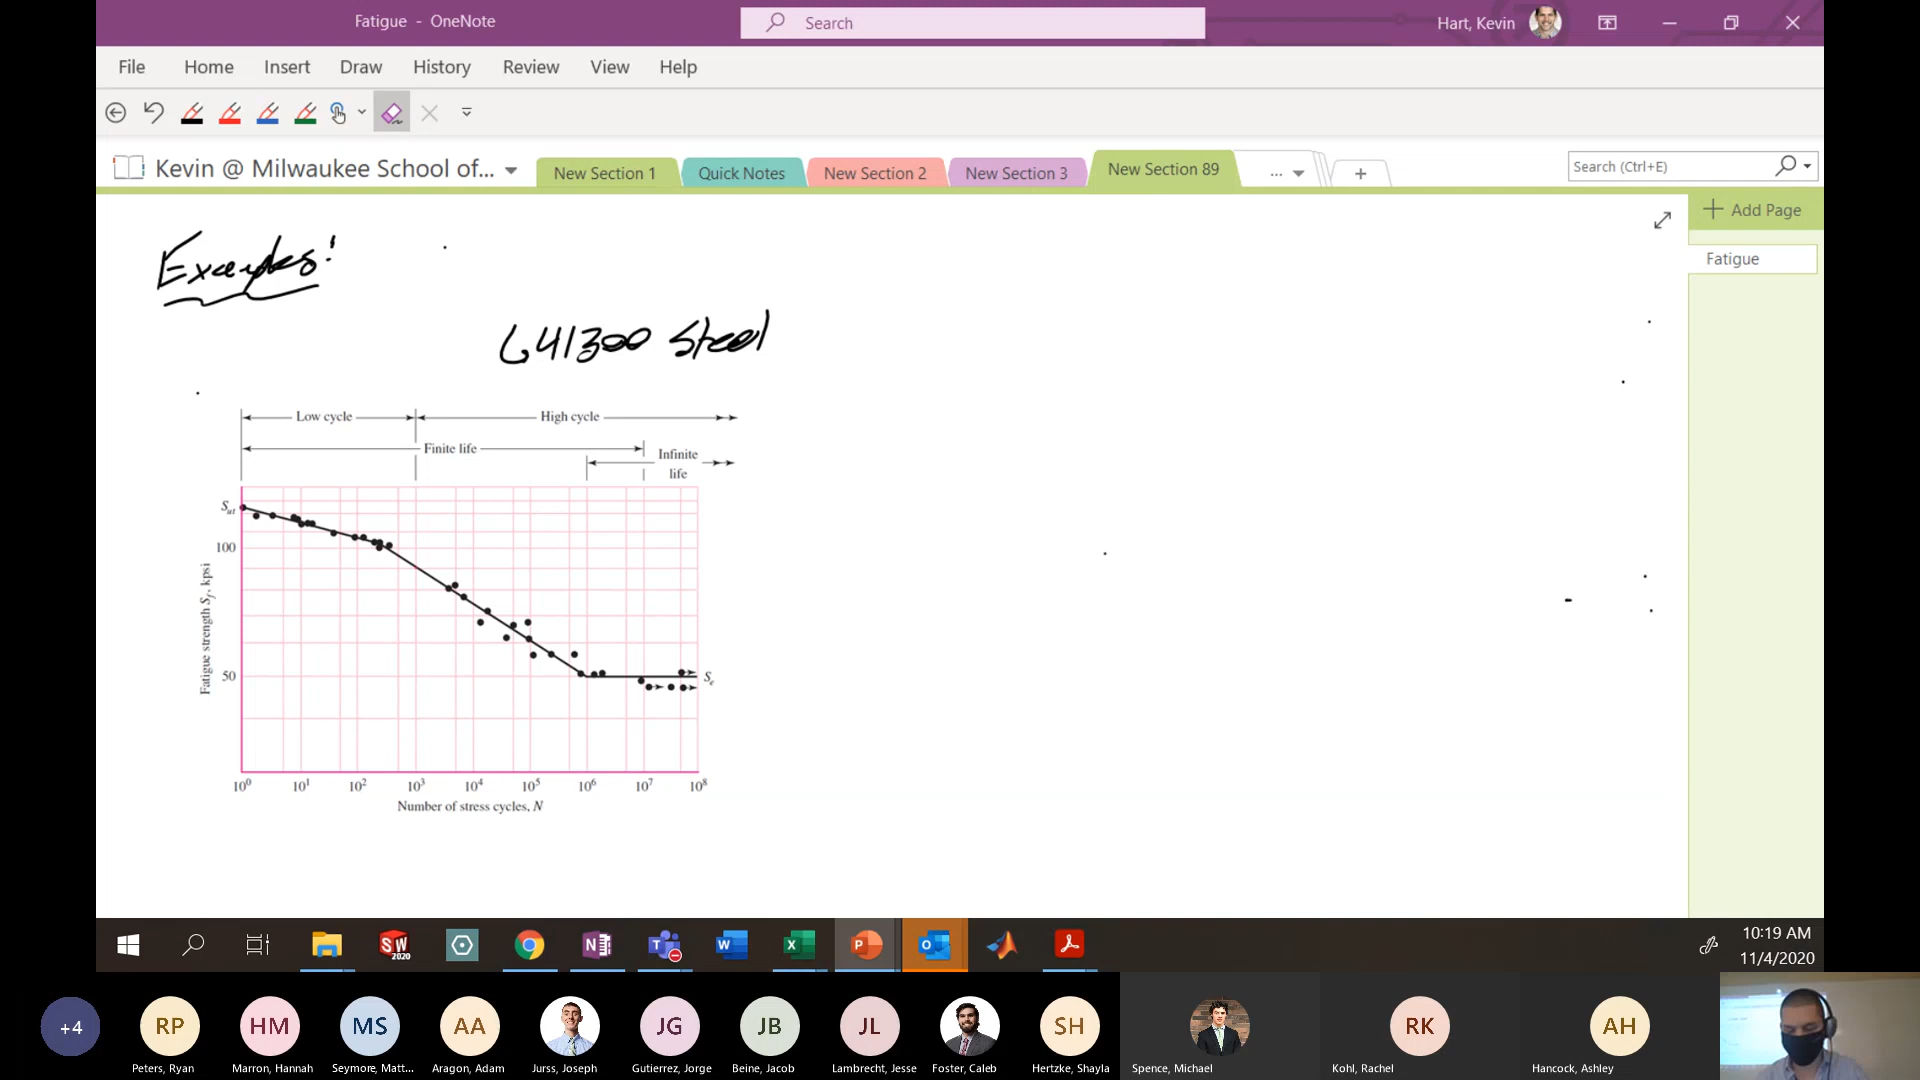 Fatigue - OneNote
Search
Hart, Kevin
File Home Insert Draw History Review View Help
Kevin @ Milwaukee School of...
New Section 1
Quick Notes
New Section 2
New Section 3
New Section 89
...
Search (Ctrl+E)
Add Page
Fatigue
Examples:
G41300 Steel
Low cycle
High cycle
Finite life
Infinite
life
Sut
100
50
Se
Fatigue strength Sf, kpsi
10⁰ 10¹ 10² 10³ 10⁴ 10⁵ 10⁶ 10⁷ 10⁸
Number of stress cycles, N
SW
2020
N
T
W
X
P
O
10:19 AM
11/4/2020
+4
RP
HM
MS
AA
JG
JB
JL
SH
RK
AH
Peters, Ryan
Marron, Hannah
Seymore, Matt...
Aragon, Adam
Jurss, Joseph
Gutierrez, Jorge
Beine, Jacob
Lambrecht, Jesse
Foster, Caleb
Hertzke, Shayla
Spence, Michael
Kohl, Rachel
Hancock, Ashley